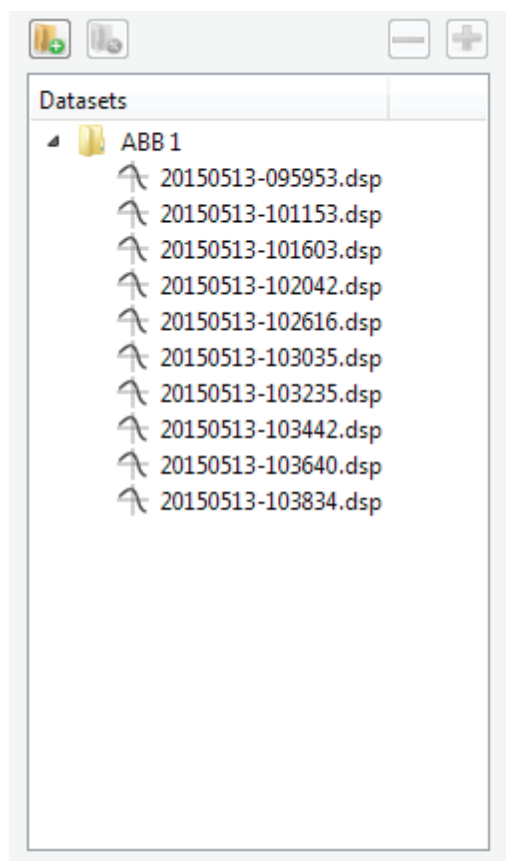 Datasets
ABB 1
20150513-095953.dsp
20150513-101153.dsp
20150513-101603.dsp
20150513-102042.dsp
20150513-102616.dsp
20150513-103035.dsp
20150513-103235.dsp
20150513-103442.dsp
20150513-103640.dsp
20150513-103834.dsp